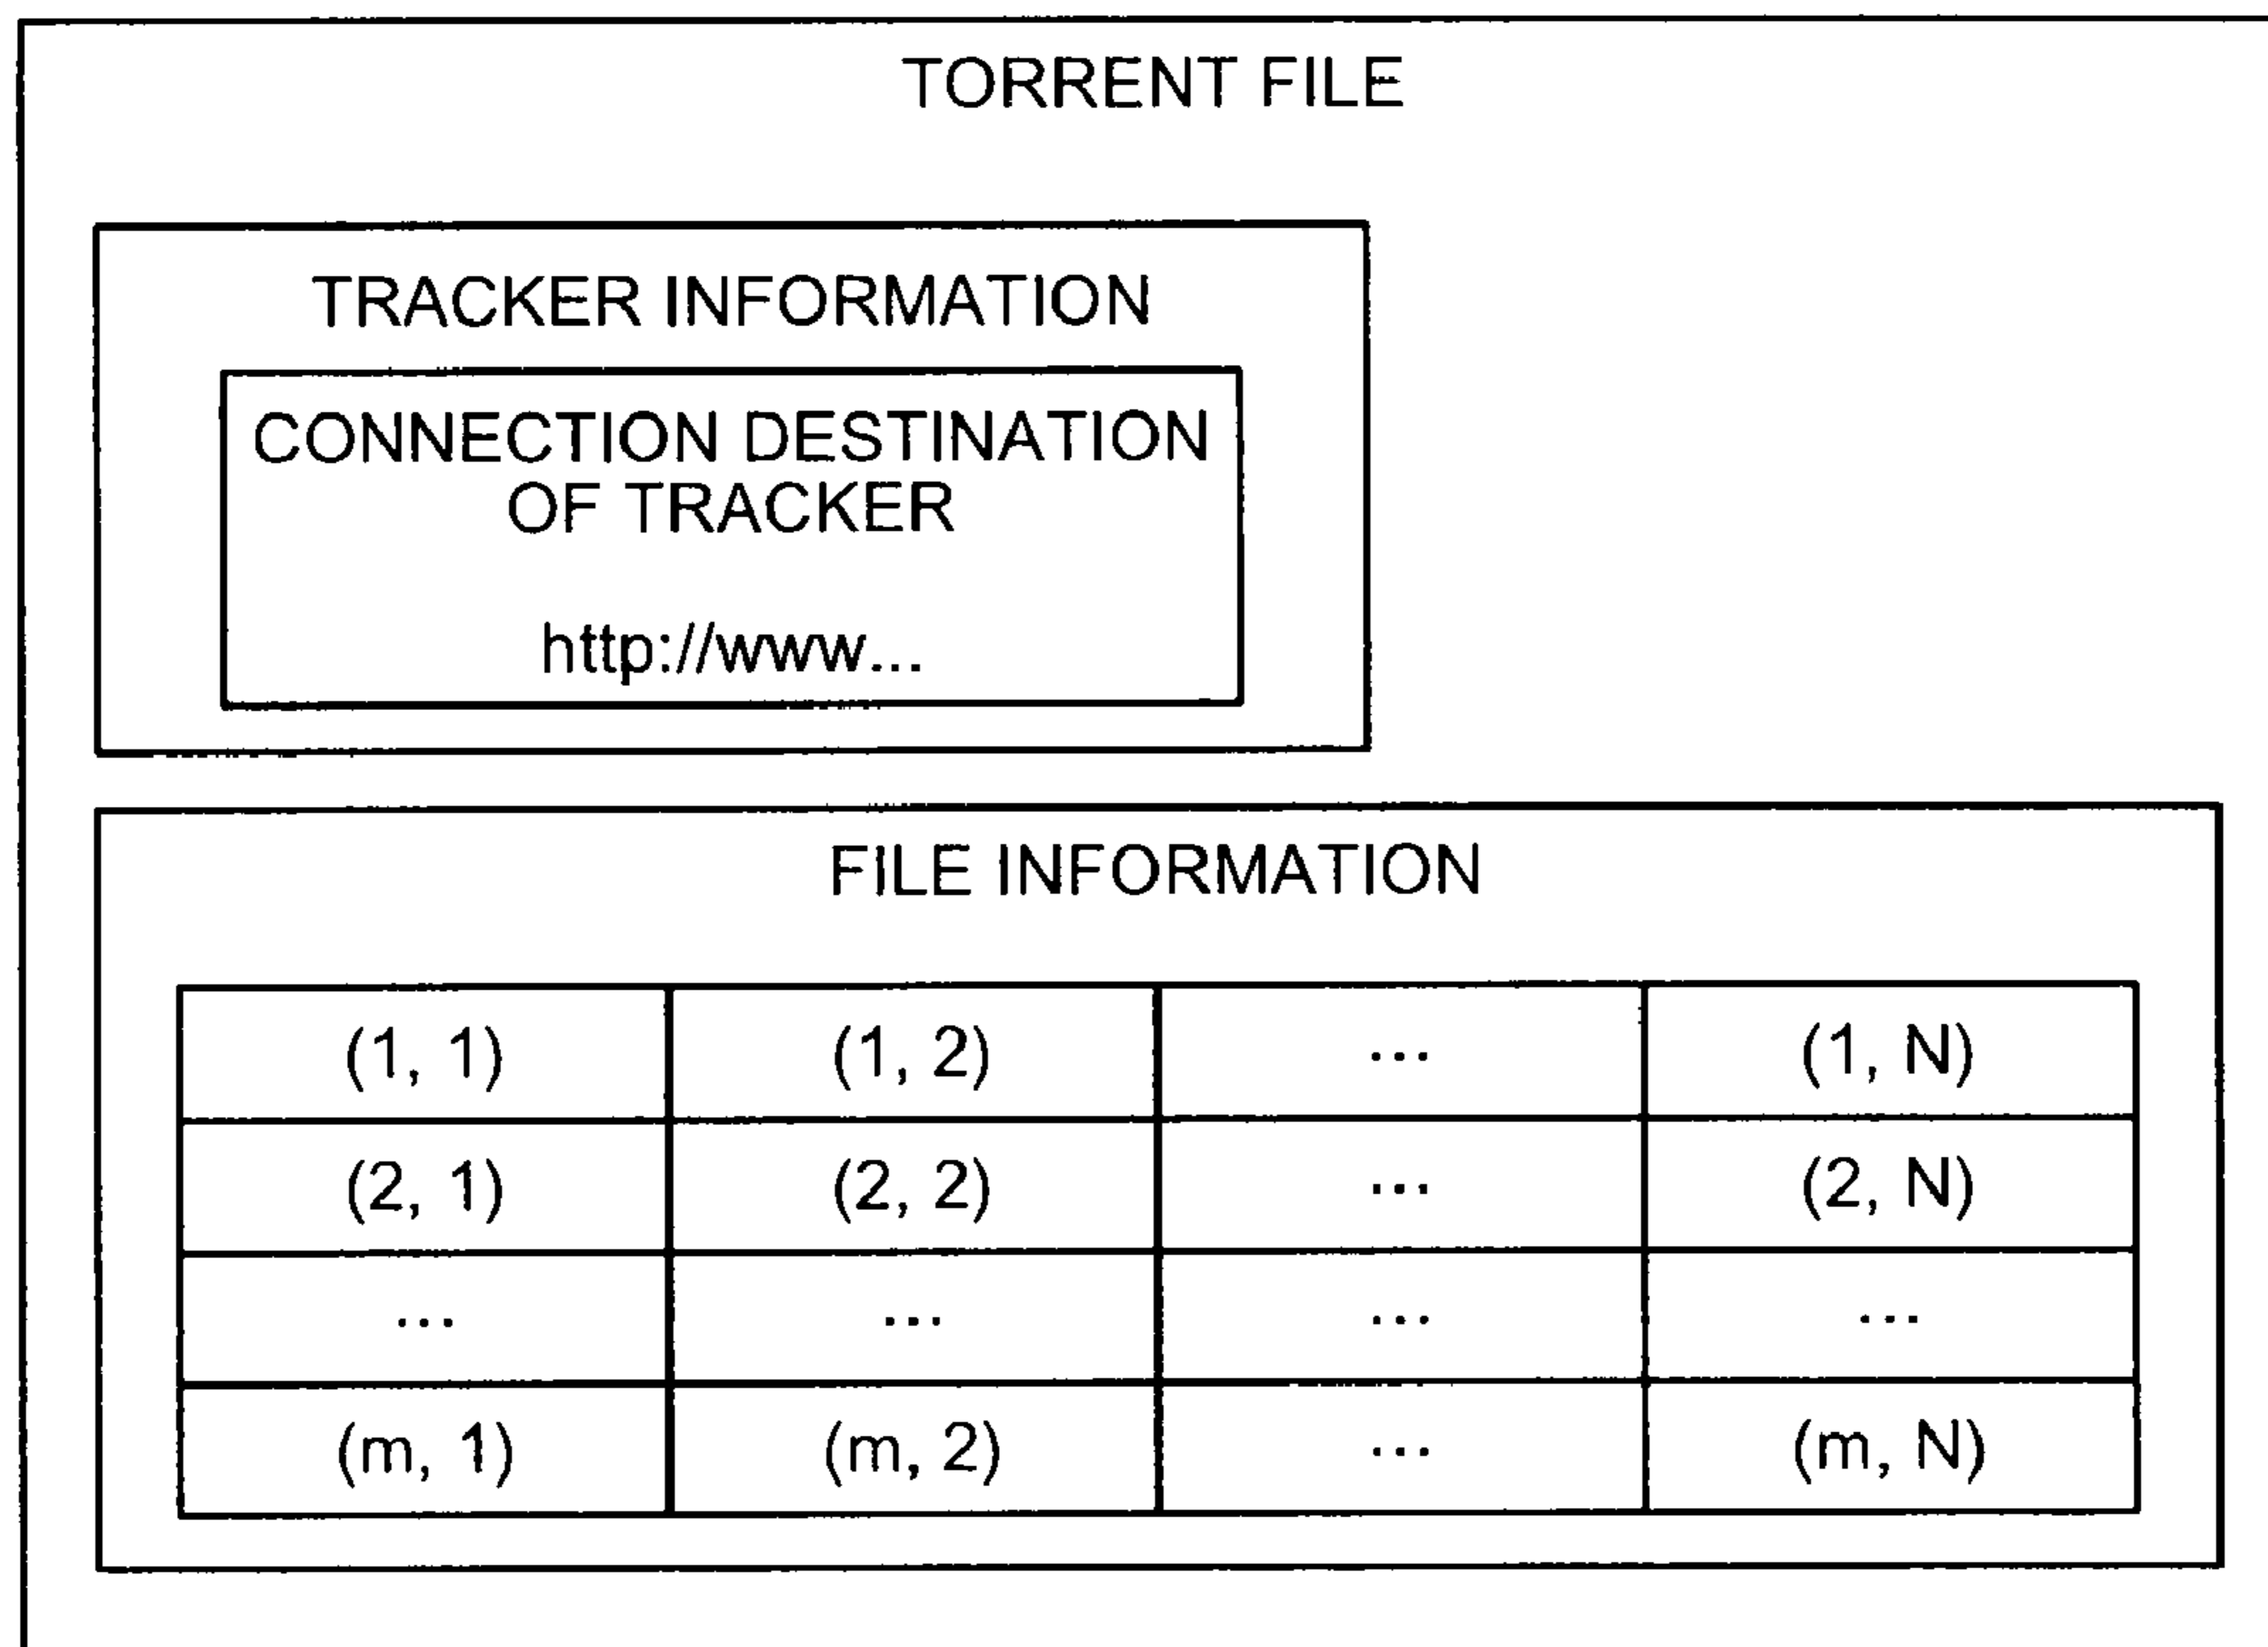 TORRENT FILE
TRACKER INFORMATION
CONNECTION DESTINATION
OF TRACKER
http://www...
FILE INFORMATION
(1, 1) (1, 2) ... (1, N)
(2, 1) (2, 2) ... (2, N)
... ... ... ...
(m, 1) (m, 2) ... (m, N)